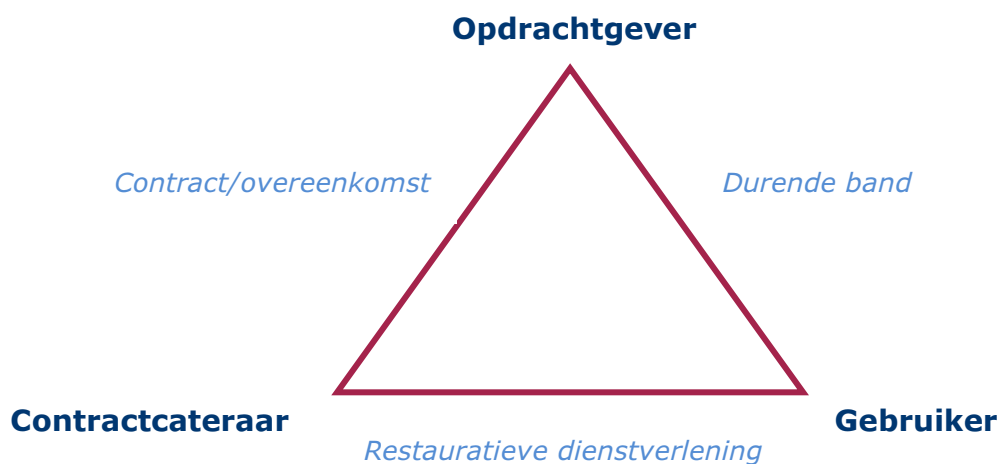 Opdrachtgever
Contract/overeenkomst
Durende band
Contractcateraar
Gebruiker
Restauratieve dienstverlening